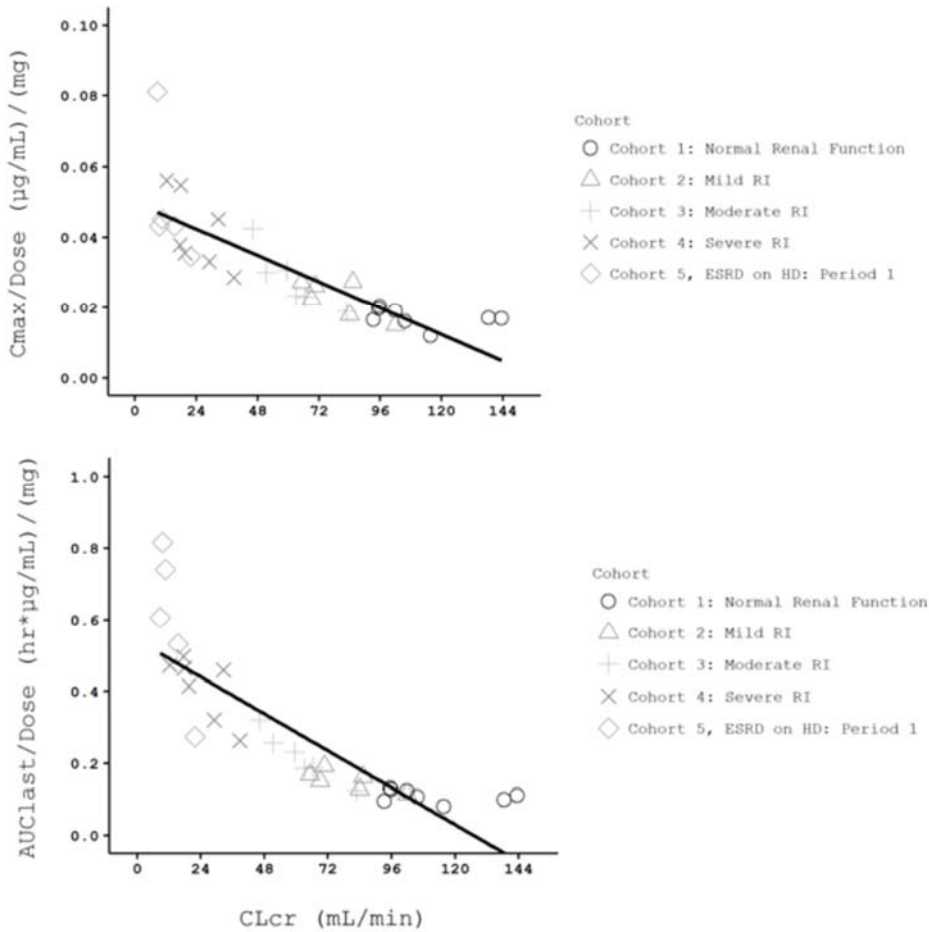 Cmax/Dose (µg/mL)/(mg)
0.10
0.08
0.06
0.04
0.02
0.00
0 24 48 72 96 120 144
Cohort
Cohort 1: Normal Renal Function
Cohort 2: Mild RI
Cohort 3: Moderate RI
Cohort 4: Severe RI
Cohort 5, ESRD on HD: Period 1
AUClast/Dose (hr*µg/mL)/(mg)
1.0
0.8
0.6
0.4
0.2
0.0
0 24 48 72 96 120 144
CLcr (mL/min)
Cohort
Cohort 1: Normal Renal Function
Cohort 2: Mild RI
Cohort 3: Moderate RI
Cohort 4: Severe RI
Cohort 5, ESRD on HD: Period 1